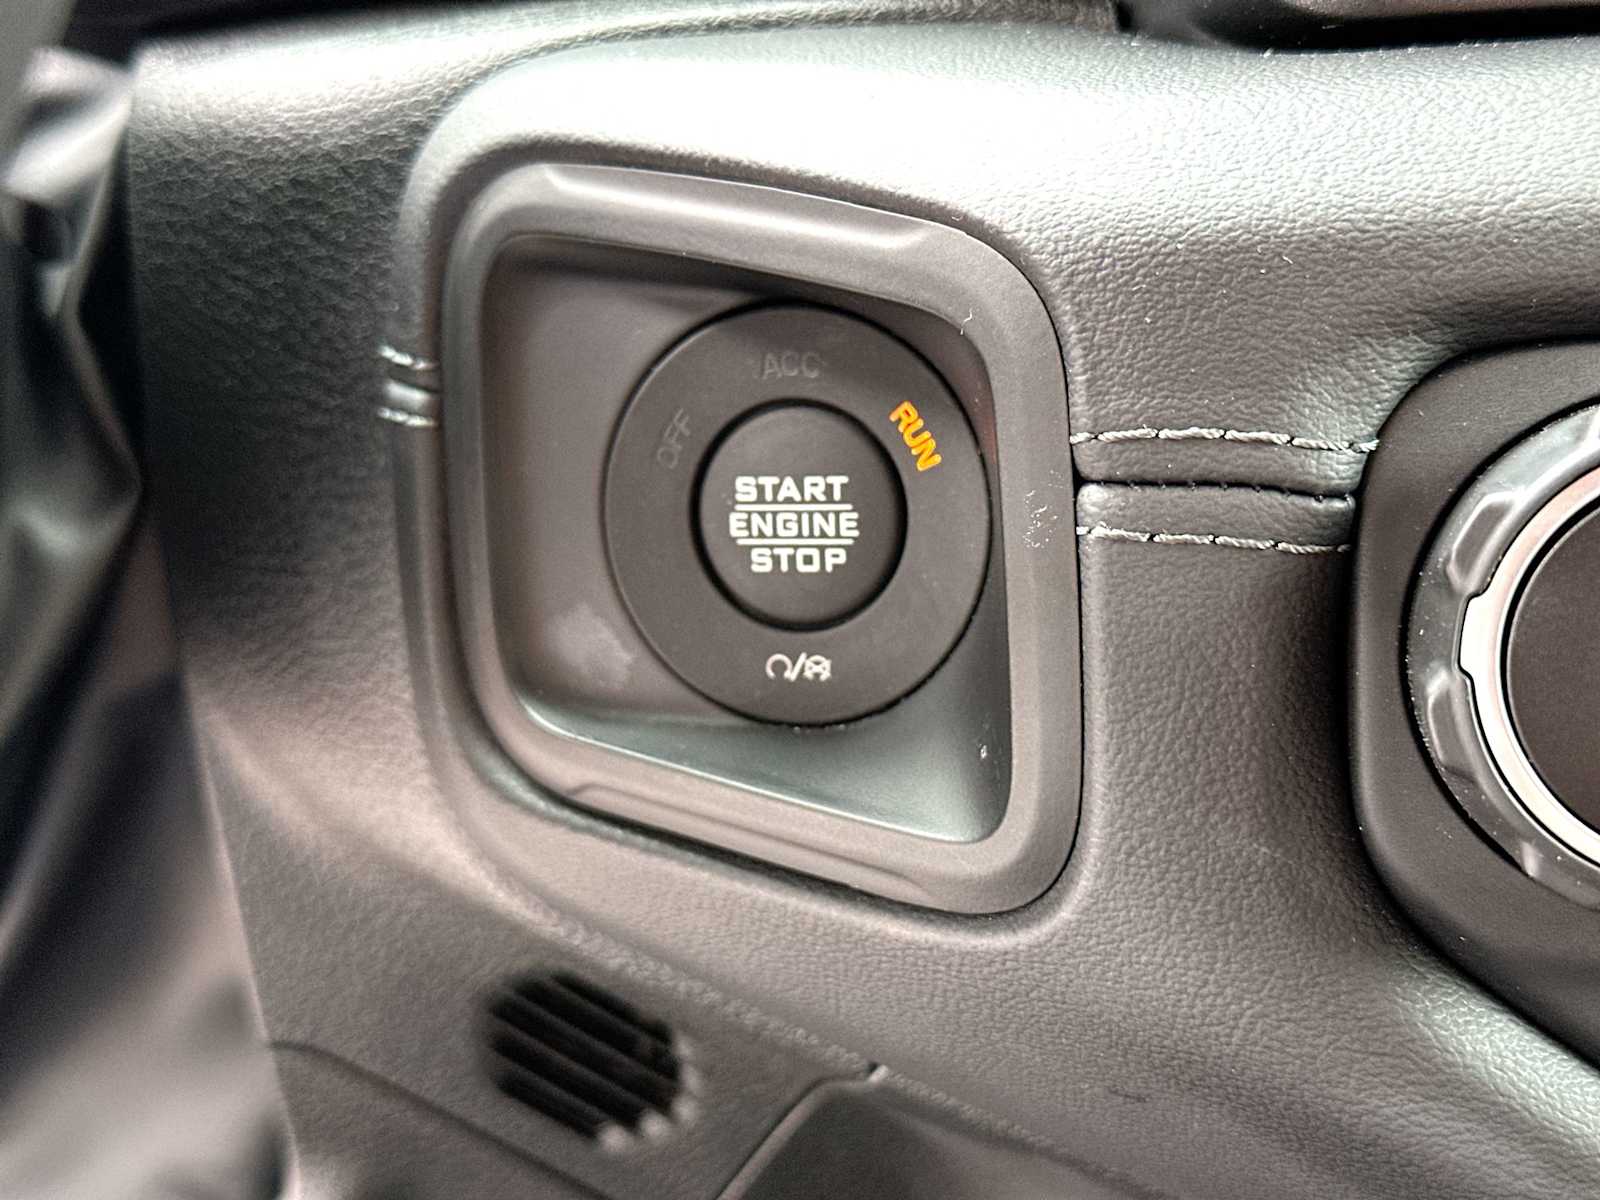 ACC
OFF
RUN
START
ENGINE
STOP